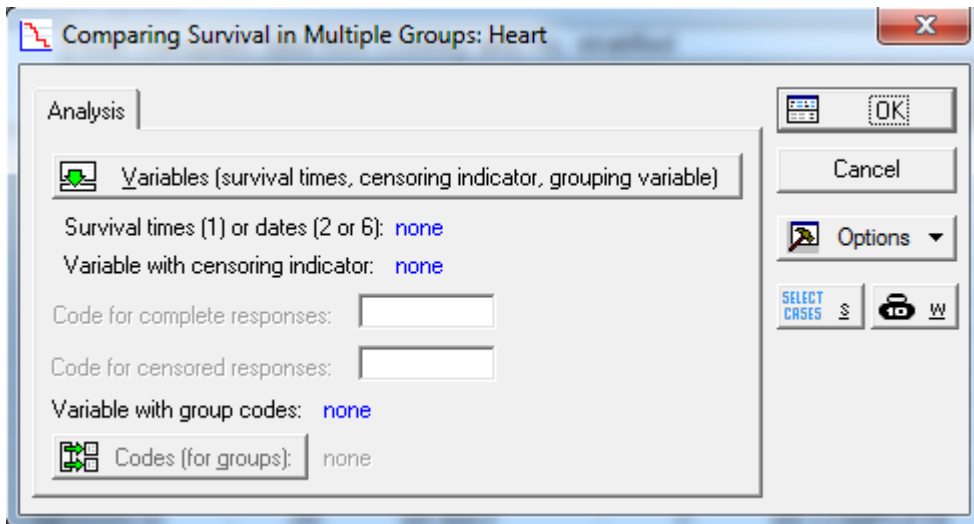 Comparing Survival in Multiple Groups: Heart
Analysis
Variables (survival times, censoring indicator, grouping variable)
Survival times (1) or dates (2 or 6): none
Variable with censoring indicator: none
Code for complete responses:
Code for censored responses:
Variable with group codes: none
Codes (for groups): none
OK
Cancel
Options
SELECT CASES S
W